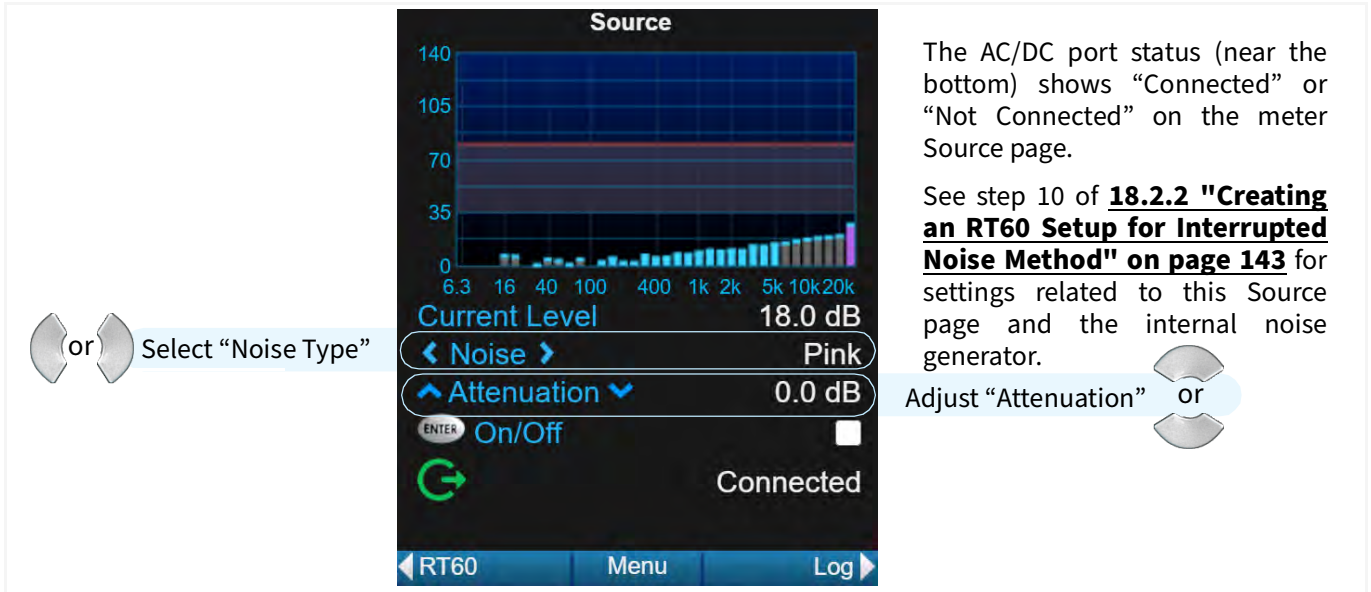 Source
140
105
70
35
0
6.3 16 40 100 400 1k 2k 5k 10k 20k
Current Level 18.0 dB
Noise Pink
Attenuation 0.0 dB
ENTER On/Off
Connected
RT60 Menu Log
or Select “Noise Type”
The AC/DC port status (near the
bottom) shows “Connected” or
“Not Connected” on the meter
Source page.
See step 10 of 18.2.2 "Creating
an RT60 Setup for Interrupted
Noise Method" on page 143 for
settings related to this Source
page and the internal noise
generator.
Adjust “Attenuation” or